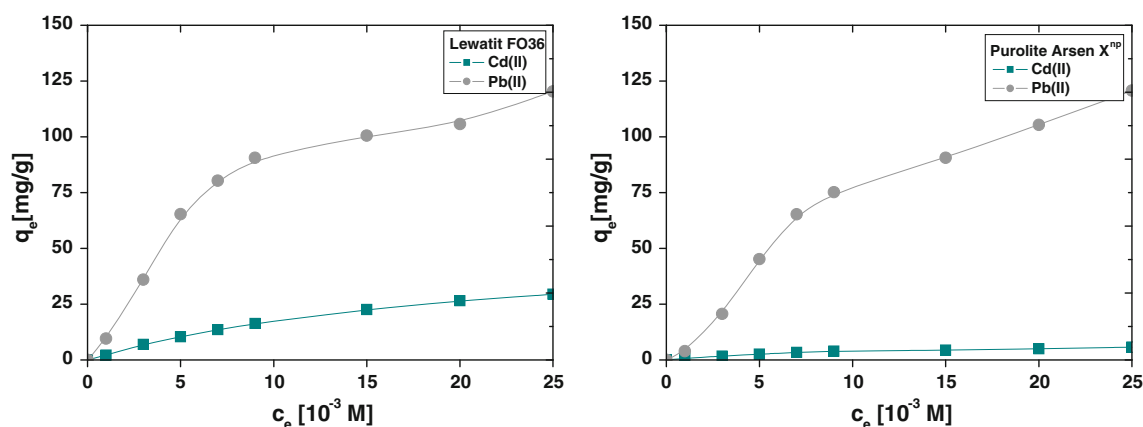 150
125
100
75
50
25
0
q_e[mg/g]
0 5 10 15 20 25
c_e [10^-3 M]
Lewatit FO36
Cd(II)
Pb(II)
150
125
100
75
50
25
0
q_e[mg/g]
0 5 10 15 20 25
c_e [10^-3 M]
Purolite Arsen X^np
Cd(II)
Pb(II)